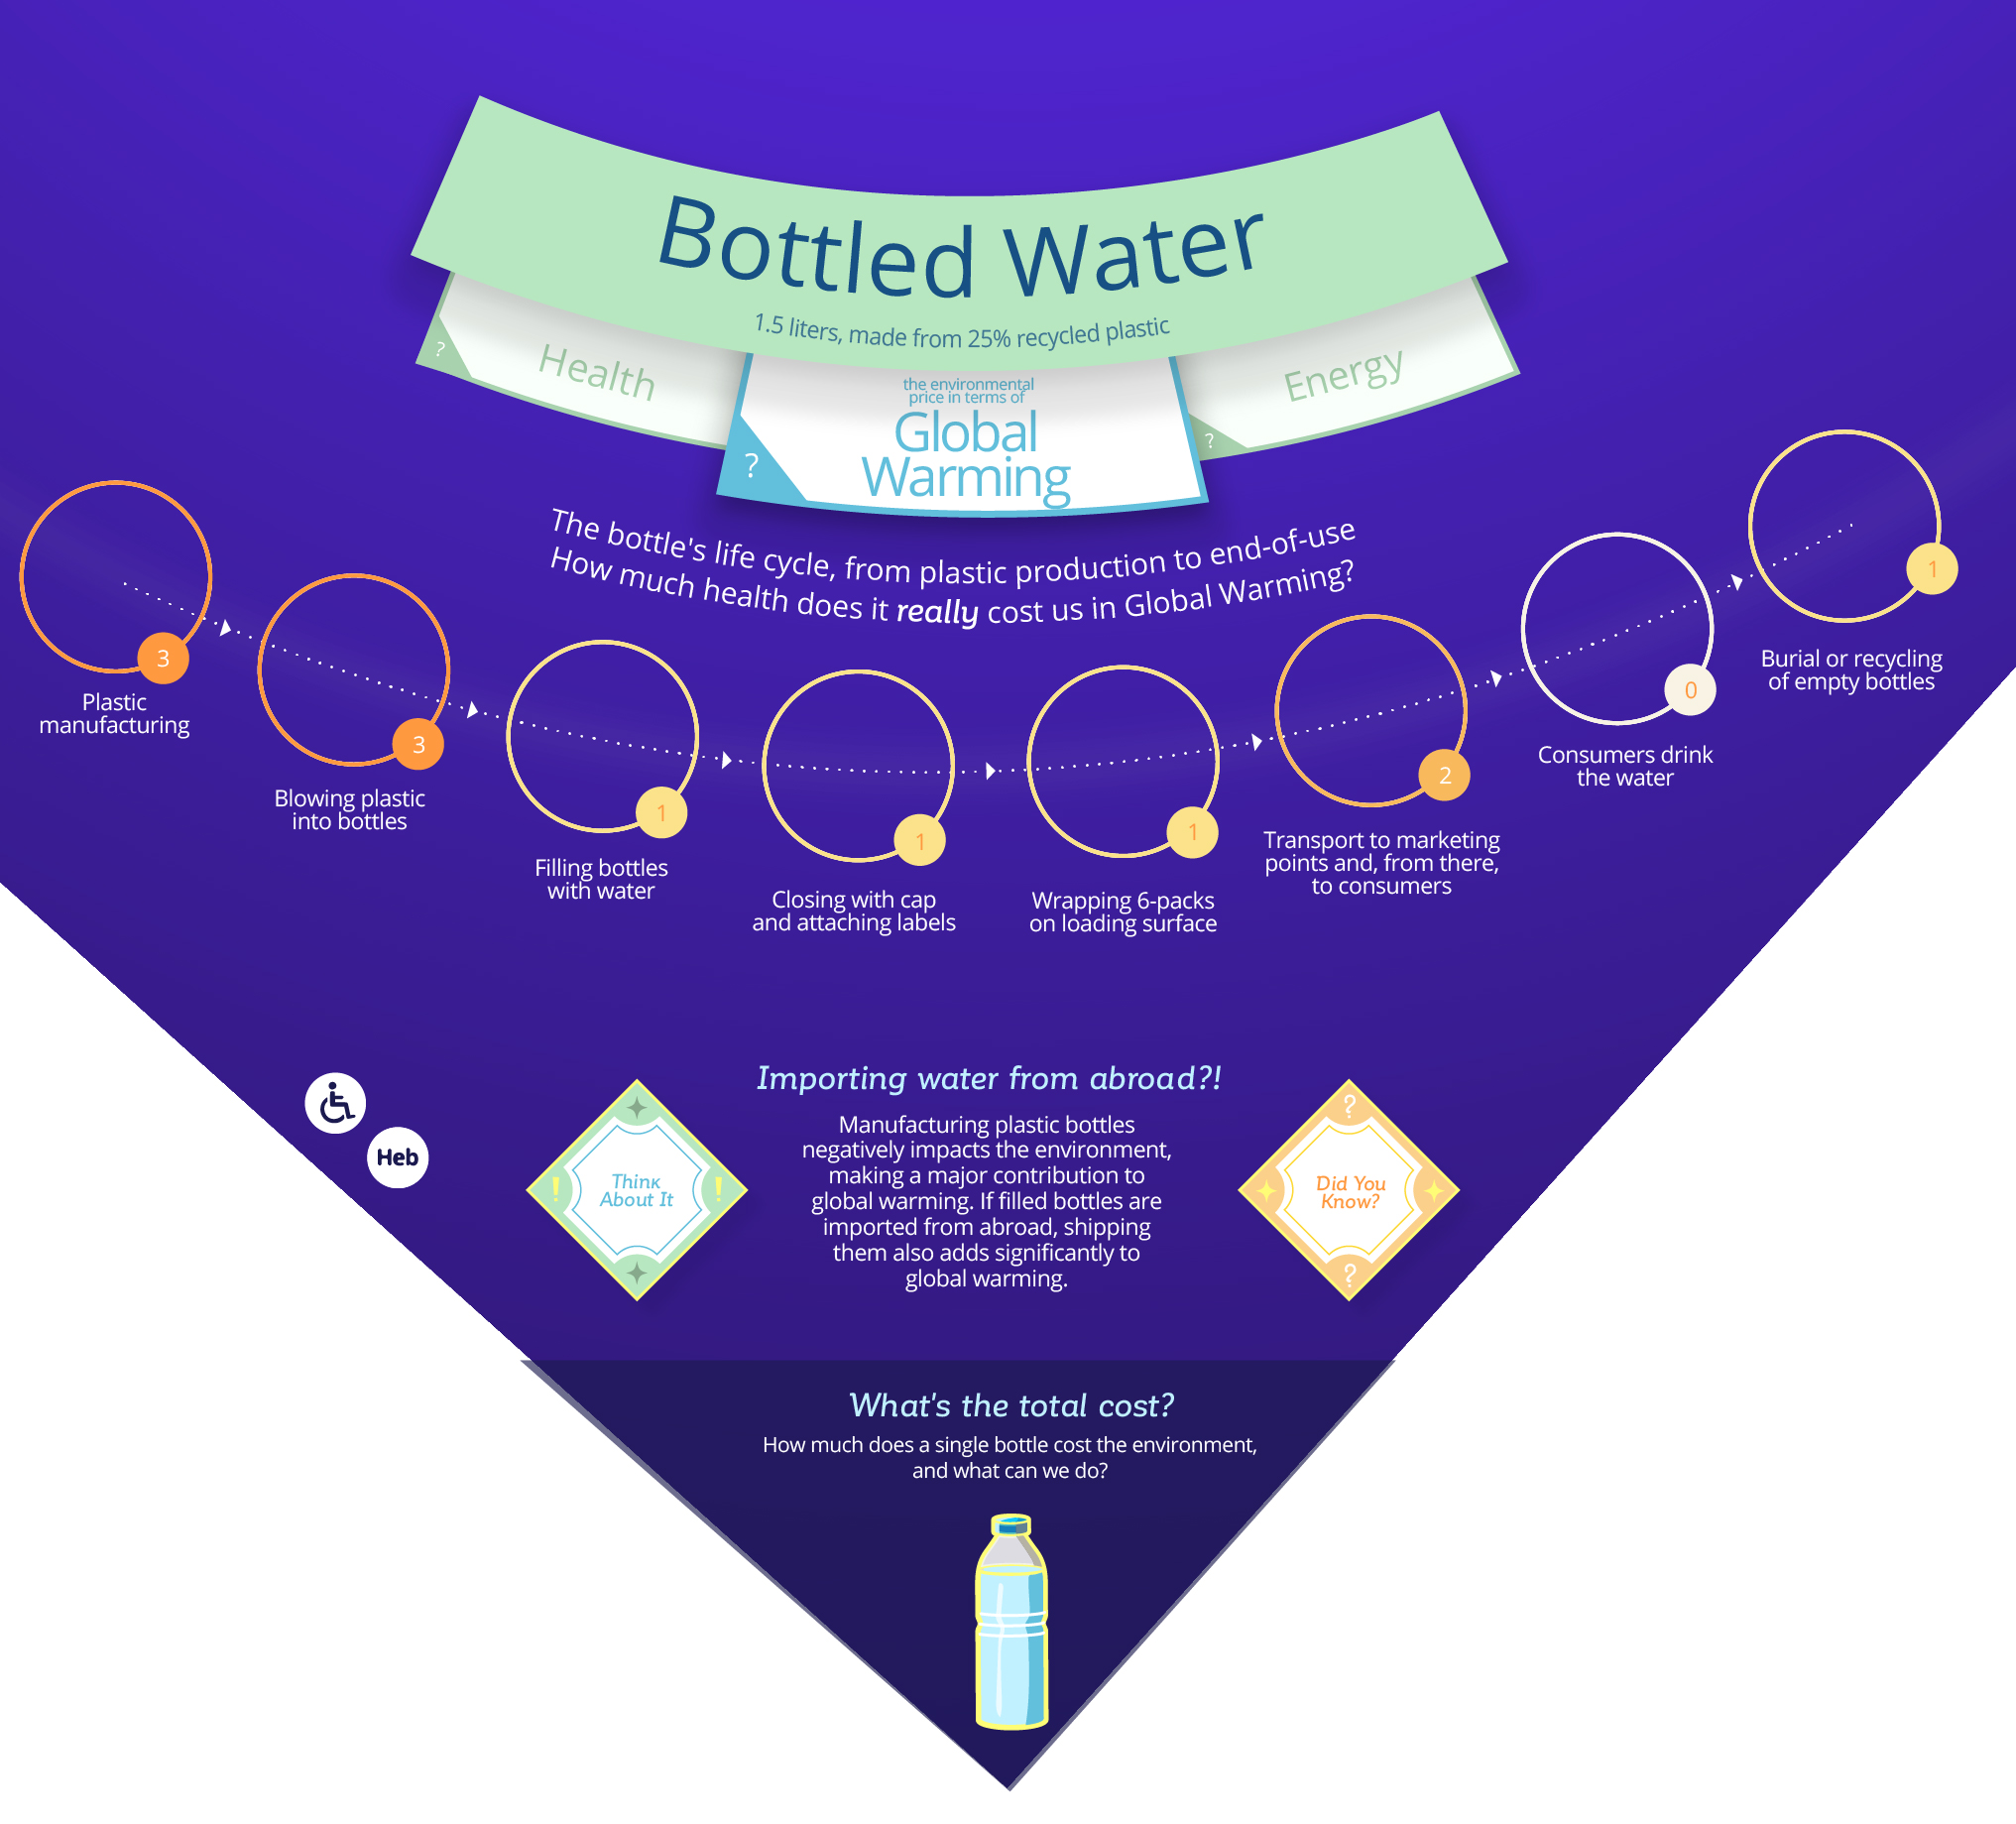 Bottled Water
1.5 liters, made from 25% recycled plastic
?
Health
the environmental
price in terms of
Global
Warming
?
Energy
?
The bottle's life cycle, from plastic production to end-of-use
How much health does it really cost us in Global Warming?
3
Plastic
manufacturing
3
Blowing plastic
into bottles
1
Filling bottles
with water
1
Closing with cap
and attaching labels
1
Wrapping 6-packs
on loading surface
2
Transport to marketing
points and, from there,
to consumers
0
Consumers drink
the water
1
Burial or recycling
of empty bottles
Heb
!
Think
About It
!
Importing water from abroad?!
Manufacturing plastic bottles
negatively impacts the environment,
making a major contribution to
global warming. If filled bottles are
imported from abroad, shipping
them also adds significantly to
global warming.
?
Did You
Know?
?
What's the total cost?
How much does a single bottle cost the environment,
and what can we do?